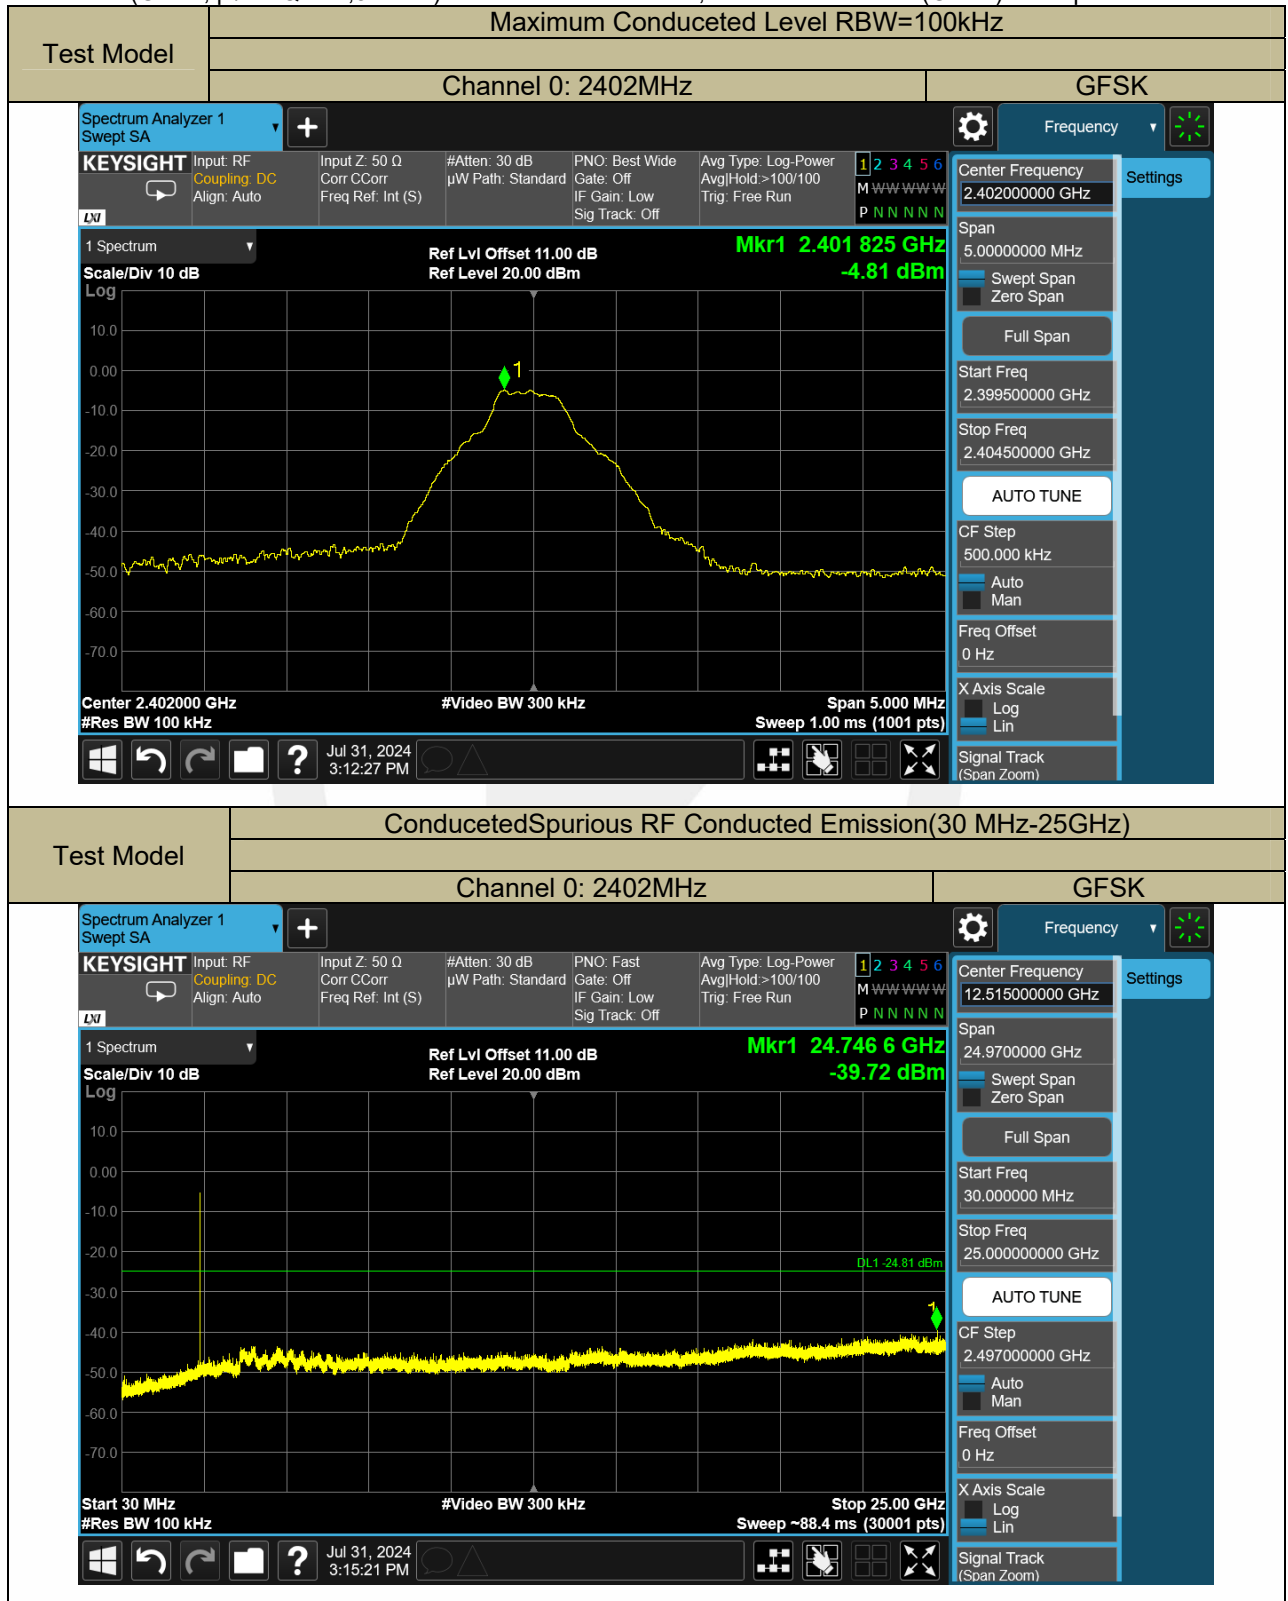 Maximum Conduceted Level RBW=100kHz
Test Model
Channel 0: 2402MHz GFSK
Spectrum Analyzer 1
Swept SA
Frequency
KEYSIGHT
LXI
Input: RF
Coupling: DC
Align: Auto
Input Z: 50 Ω
Corr CCorr
Freq Ref: Int (S)
#Atten: 30 dB
µW Path: Standard
PNO: Best Wide
Gate: Off
IF Gain: Low
Sig Track: Off
Avg Type: Log-Power
Avg|Hold:>100/100
Trig: Free Run
1 2 3 4 5 6
M W W W W W
P N N N N N
1 Spectrum
Scale/Div 10 dB
Ref Lvl Offset 11.00 dB
Ref Level 20.00 dBm
Mkr1 2.401 825 GHz
-4.81 dBm
Log
10.0
0.00
-10.0
-20.0
-30.0
-40.0
-50.0
-60.0
-70.0
1
Center 2.402000 GHz
#Res BW 100 kHz
#Video BW 300 kHz
Span 5.000 MHz
Sweep 1.00 ms (1001 pts)
Jul 31, 2024
3:12:27 PM
Center Frequency
2.402000000 GHz
Settings
Span
5.00000000 MHz
Swept Span
Zero Span
Full Span
Start Freq
2.399500000 GHz
Stop Freq
2.404500000 GHz
AUTO TUNE
CF Step
500.000 kHz
Auto
Man
Freq Offset
0 Hz
X Axis Scale
Log
Lin
Signal Track
(Span Zoom)
ConducetedSpurious RF Conducted Emission(30 MHz-25GHz)
Test Model
Channel 0: 2402MHz GFSK
Spectrum Analyzer 1
Swept SA
Frequency
KEYSIGHT
LXI
Input: RF
Coupling: DC
Align: Auto
Input Z: 50 Ω
Corr CCorr
Freq Ref: Int (S)
#Atten: 30 dB
µW Path: Standard
PNO: Fast
Gate: Off
IF Gain: Low
Sig Track: Off
Avg Type: Log-Power
Avg|Hold:>100/100
Trig: Free Run
1 2 3 4 5 6
M W W W W W
P N N N N N
1 Spectrum
Scale/Div 10 dB
Ref Lvl Offset 11.00 dB
Ref Level 20.00 dBm
Mkr1 24.746 6 GHz
-39.72 dBm
Log
10.0
0.00
-10.0
-20.0
-30.0
-40.0
-50.0
-60.0
-70.0
DL1 -24.81 dBm
1
Start 30 MHz
#Res BW 100 kHz
#Video BW 300 kHz
Stop 25.00 GHz
Sweep ~88.4 ms (30001 pts)
Jul 31, 2024
3:15:21 PM
Center Frequency
12.515000000 GHz
Settings
Span
24.9700000 GHz
Swept Span
Zero Span
Full Span
Start Freq
30.000000 MHz
Stop Freq
25.000000000 GHz
AUTO TUNE
CF Step
2.497000000 GHz
Auto
Man
Freq Offset
0 Hz
X Axis Scale
Log
Lin
Signal Track
(Span Zoom)